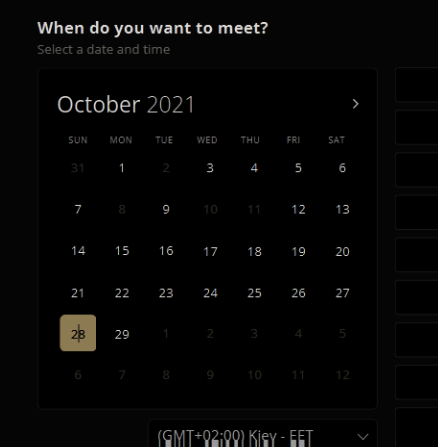 When do you want to meet?
Select a date and time
October 2021
SUN MON TUE WED THU FRI SAT
31 1 2 3 4 5 6
7 8 9 10 11 12 13
14 15 16 17 18 19 20
21 22 23 24 25 26 27
28 29 1 2 3 4 5
6 7 8 9 10 11 12
(GMT+02:00) Kiev - EET